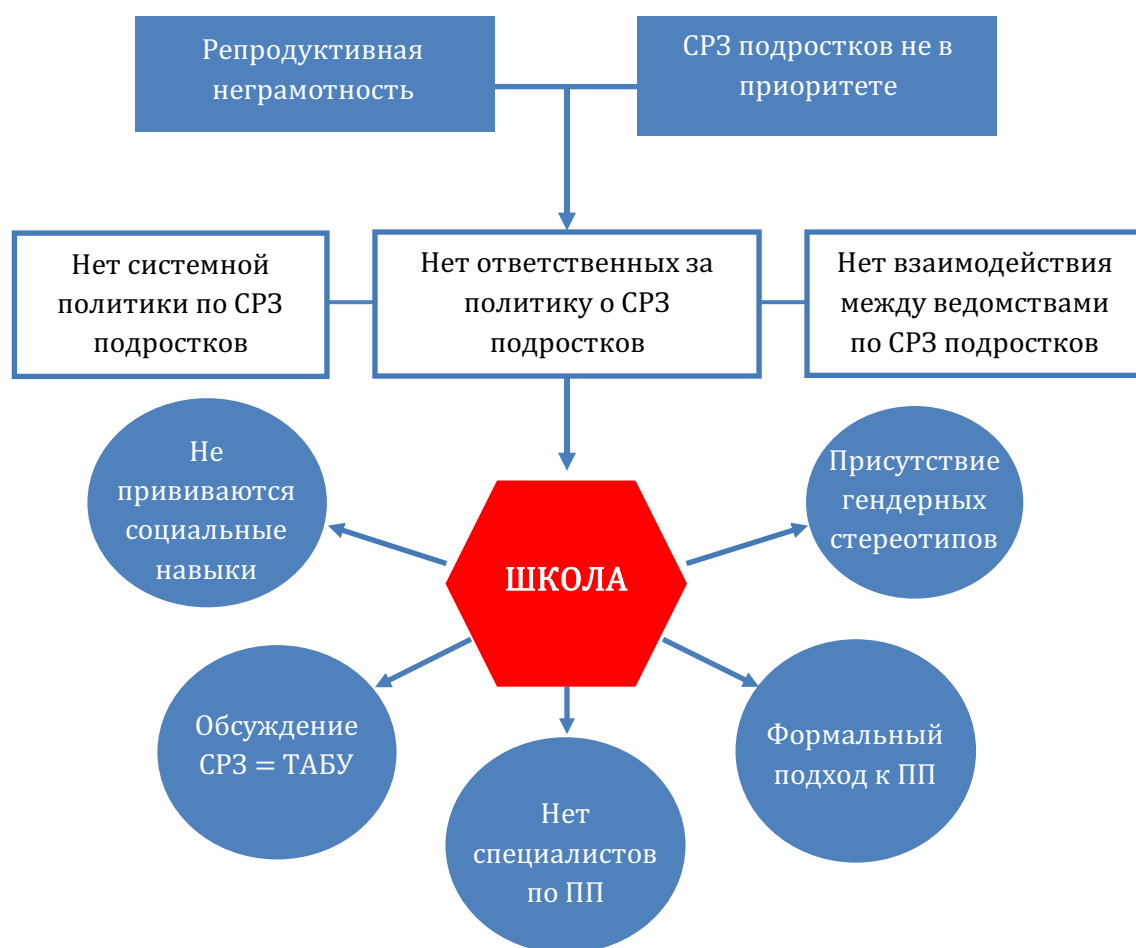 Репродуктивная
неграмотность
СРЗ подростков не в
приоритете
Нет системной
политики по СРЗ
подростков
Нет ответственных за
политику о СРЗ
подростков
Нет взаимодействия
между ведомствами
по СРЗ подростков
Не
прививаются
социальные
навыки
Присутствие
гендерных
стереотипов
ШКОЛА
Обсуждение
СРЗ = ТАБУ
Формальный
подход к ПП
Нет
специалистов
по ПП